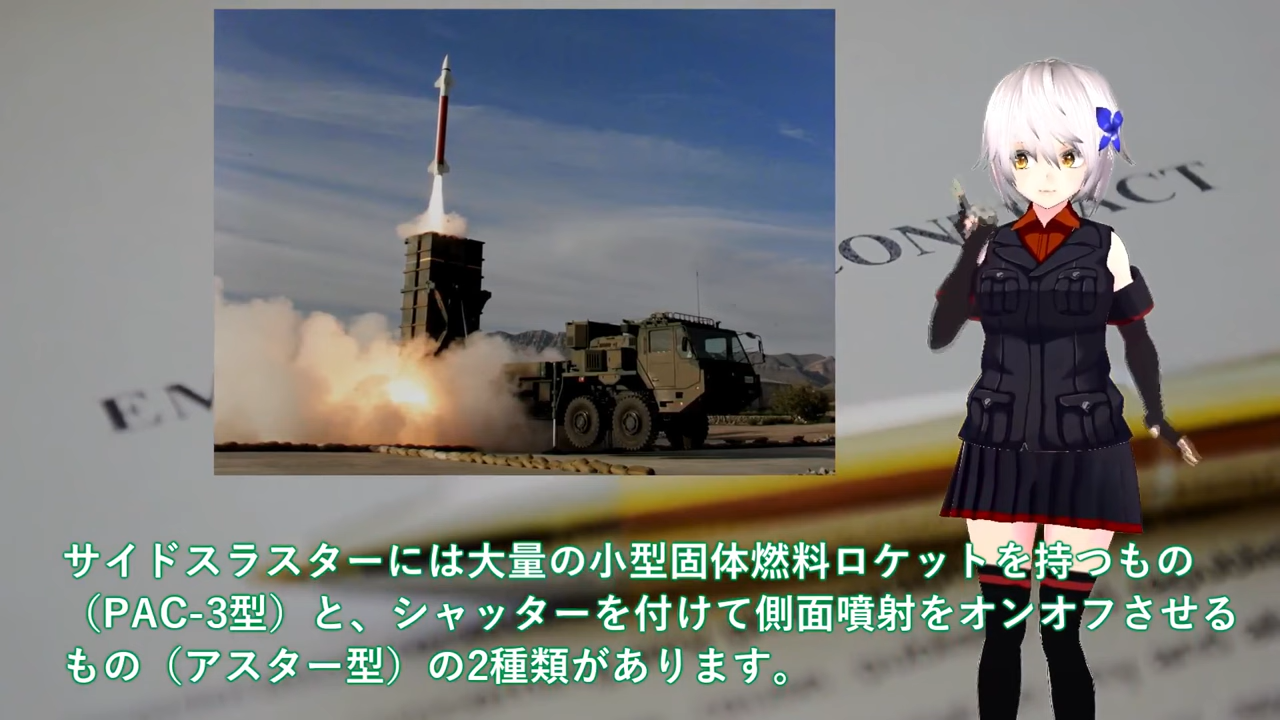 CONTRACT
EM
サイドスラスターには大量の小型固体燃料ロケットを持つもの
（PAC-3型）と、シャッターを付けて側面噴射をオンオフさせる
もの（アスター型）の2種類があります。